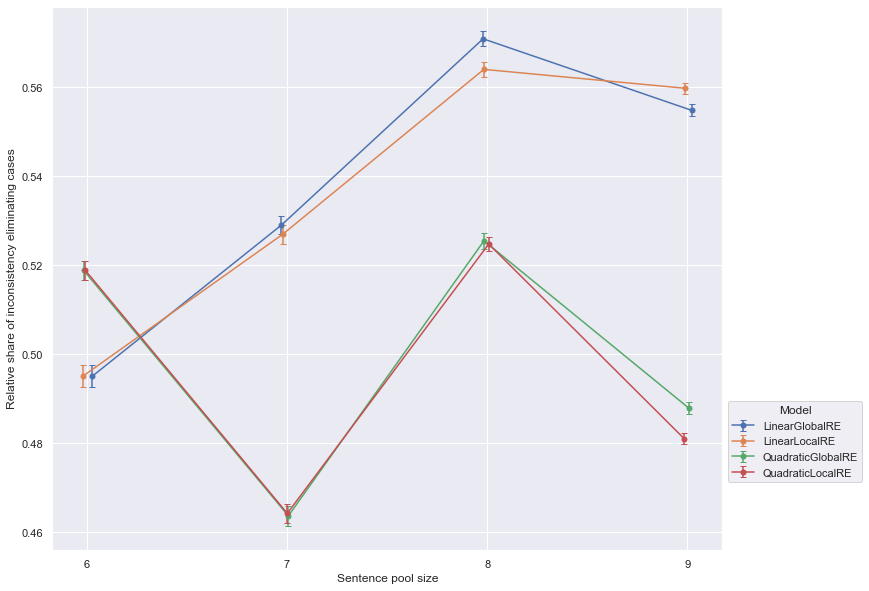 Relative share of inconsistency eliminating cases
0.56
0.54
0.52
0.50
0.48
0.46
6 7 8 9
Sentence pool size
Model
LinearGlobalRE
LinearLocalRE
QuadraticGlobalRE
QuadraticLocalRE